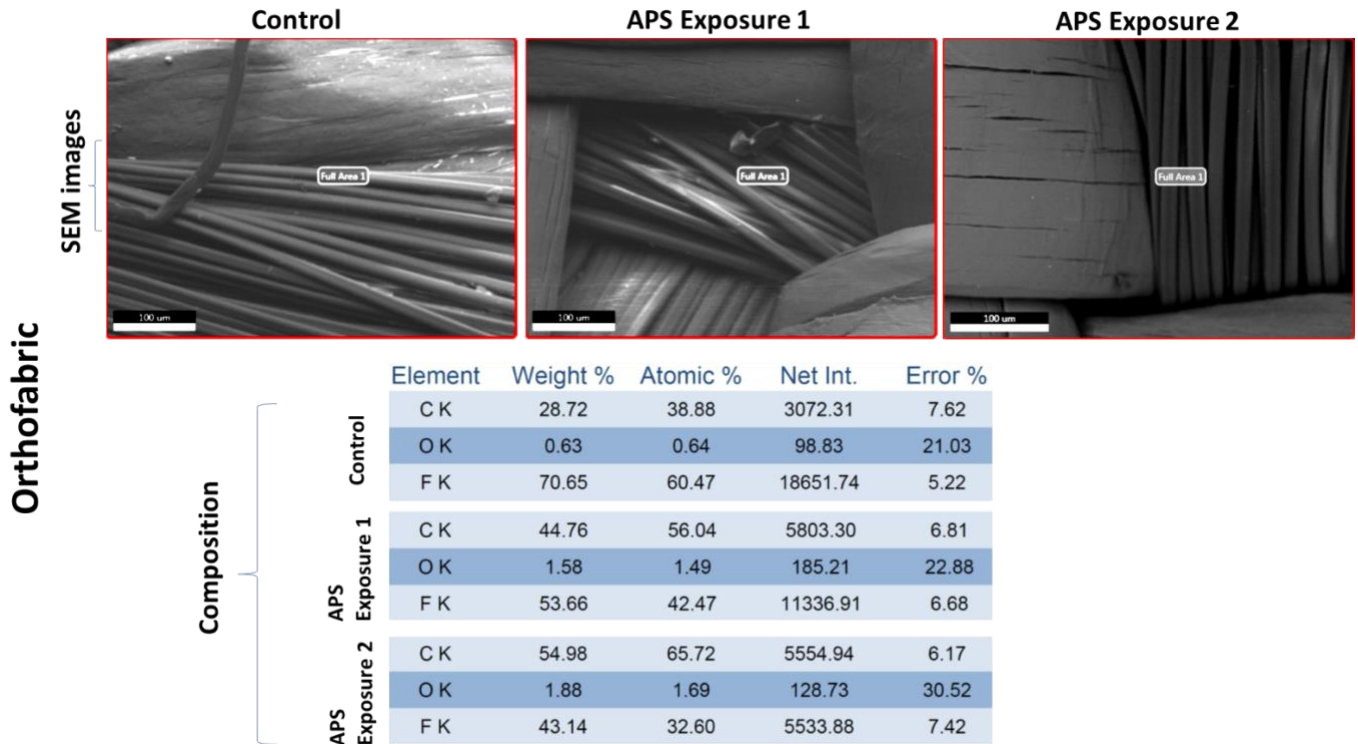 Control
APS Exposure 1
APS Exposure 2
Orthofabric
SEM images
Full Area 1
Full Area 1
Full Area 1
100 um
100 um
100 um
Composition
Element Weight % Atomic % Net Int. Error %
Control
C K 28.72 38.88 3072.31 7.62
O K 0.63 0.64 98.83 21.03
F K 70.65 60.47 18651.74 5.22
APS
Exposure 1
C K 44.76 56.04 5803.30 6.81
O K 1.58 1.49 185.21 22.88
F K 53.66 42.47 11336.91 6.68
APS
Exposure 2
C K 54.98 65.72 5554.94 6.17
O K 1.88 1.69 128.73 30.52
F K 43.14 32.60 5533.88 7.42